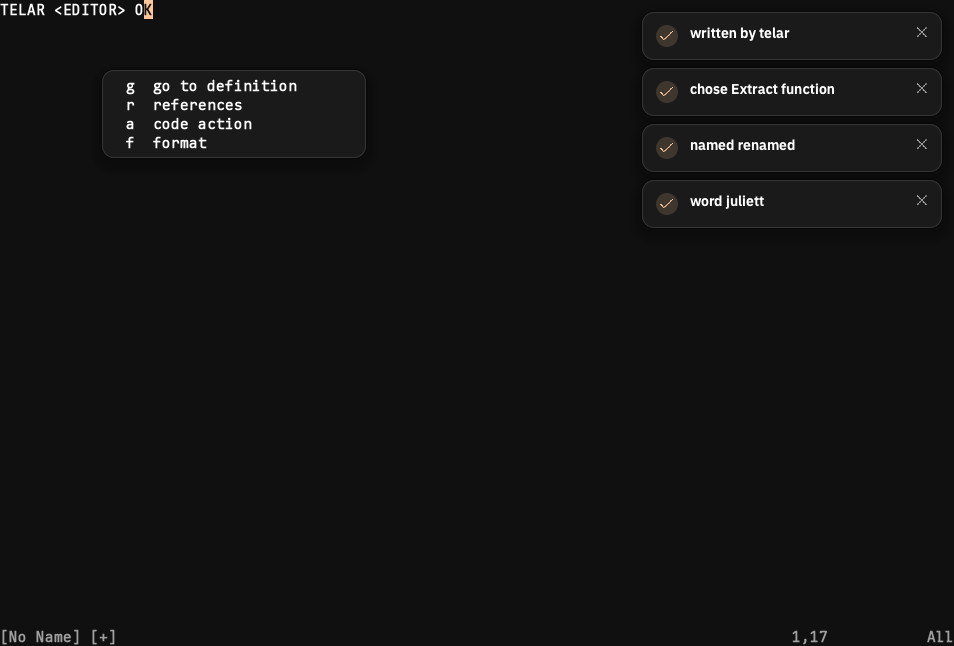 TELAR <EDITOR> OK
written by telar
chose Extract function
named renamed
word juliett
g go to definition
r references
a code action
f format
[No Name] [+] 1,17 All